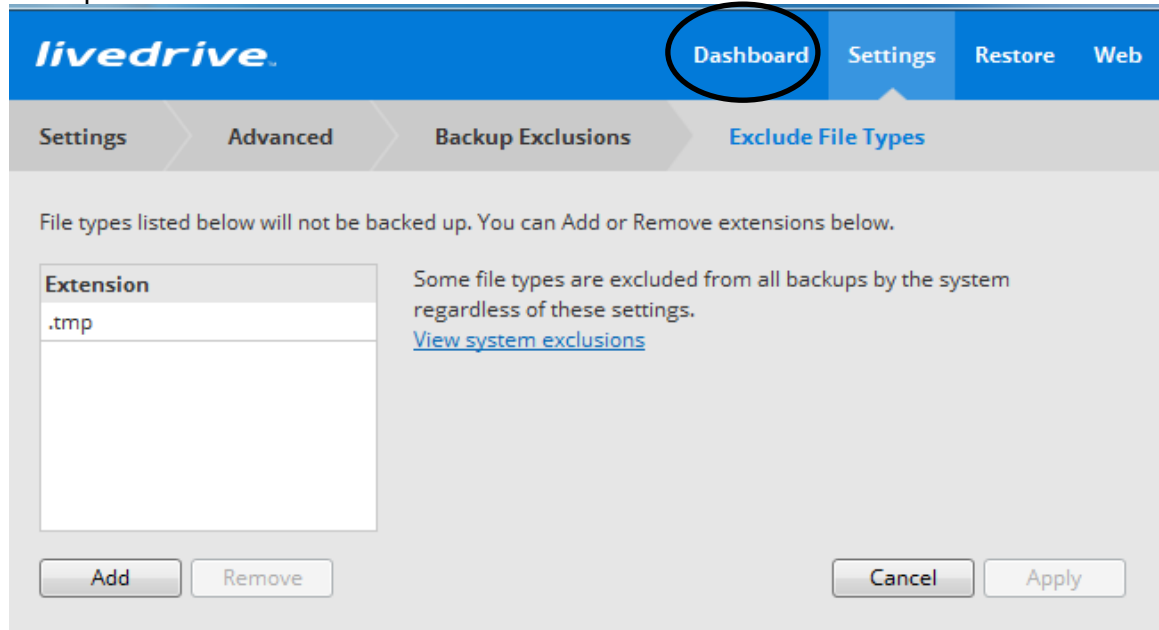 livedrive.
Dashboard Settings Restore Web
Settings Advanced Backup Exclusions Exclude File Types
File types listed below will not be backed up. You can Add or Remove extensions below.
Extension
.tmp
Some file types are excluded from all backups by the system
regardless of these settings.
View system exclusions
Add Remove Cancel Apply